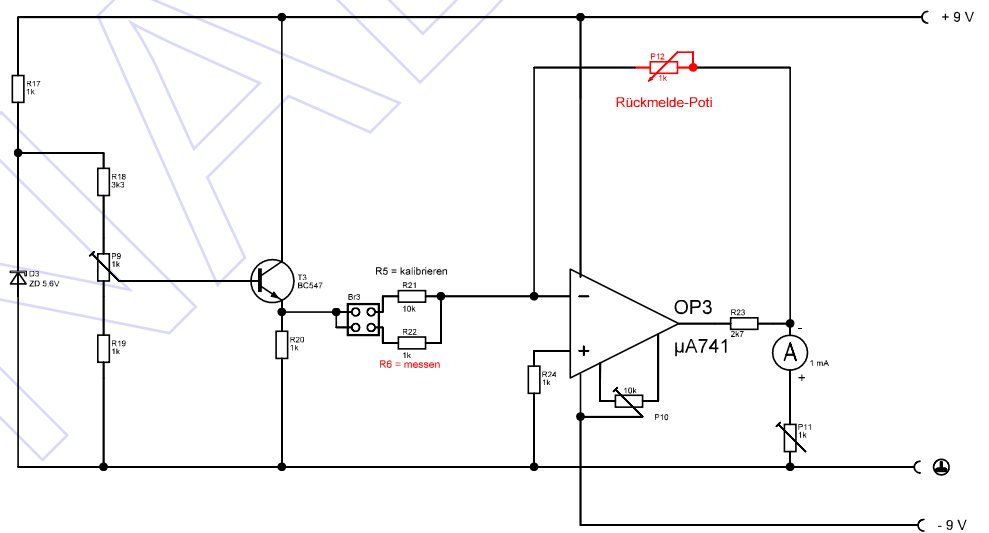 + 9 V
P12
1k
Rückmelde-Poti
R17
1k
R18
3k3
P9
1k
D3
ZD 5.6V
T3
BC547
R5 = kalibrieren
Br3
R21
10k
R22
1k
R6 = messen
R19
1k
R20
1k
R24
1k
OP3
µA741
R23
2k7
10k
P10
-
A
1 mA
+
P11
1k
- 9 V